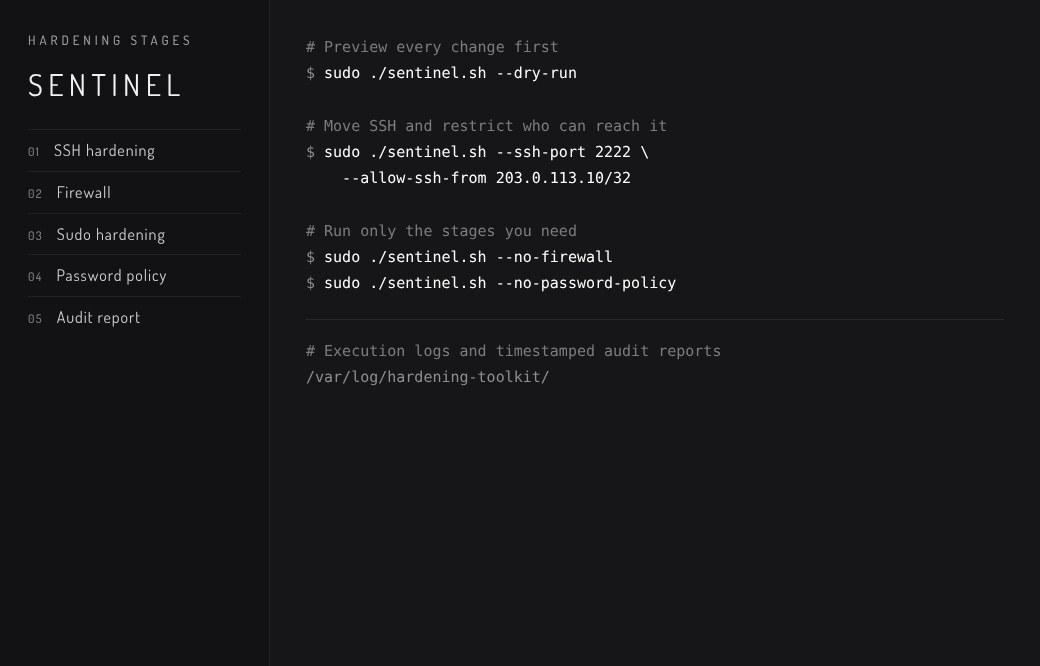 HARDENING STAGES
SENTINEL
01 SSH hardening
02 Firewall
03 Sudo hardening
04 Password policy
05 Audit report
# Preview every change first
$ sudo ./sentinel.sh --dry-run
# Move SSH and restrict who can reach it
$ sudo ./sentinel.sh --ssh-port 2222 \
--allow-ssh-from 203.0.113.10/32
# Run only the stages you need
$ sudo ./sentinel.sh --no-firewall
$ sudo ./sentinel.sh --no-password-policy
# Execution logs and timestamped audit reports
/var/log/hardening-toolkit/